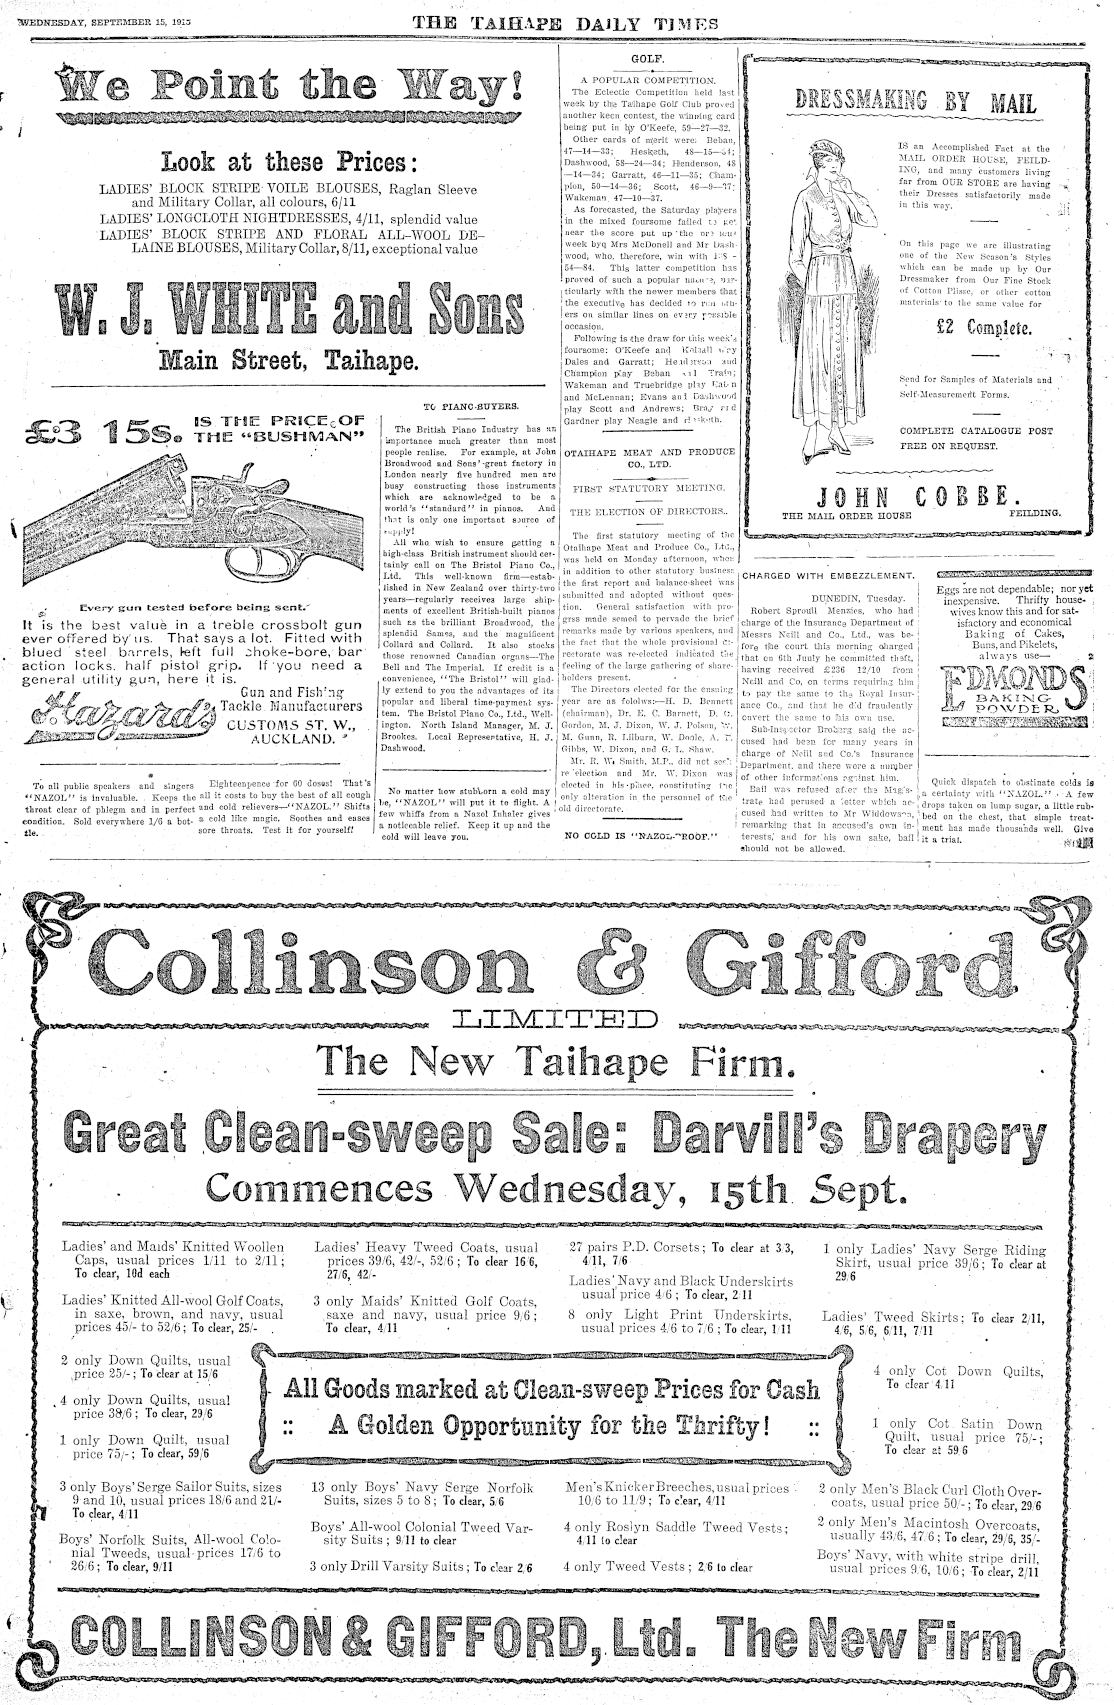 WEDNESDAY, SEPTEMBER 15, 1915
THE TAIHAPE DAILY TIMES
We Point the Way!
Look at these Prices:
LADIES' BLOCK STRIPE VOILE BLOUSES, Raglan Sleeve
and Military Collar, all colours, 6/11
LADIES' LONGCLOTH NIGHTDRESSES, 4/11, splendid value
LADIES' BLOCK STRIPE AND FLORAL ALL-WOOL DE-
LAINE BLOUSES, Military Collar, 8/11, exceptional value
W. J. WHITE and Sons
Main Street, Taihape.
£3 15s. IS THE PRICE OF
THE "BUSHMAN"
Every gun tested before being sent.
It is the best value in a treble crossbolt gun
ever offered by us. That says a lot. Fitted with
blued steel barrels, left full choke-bore, bar
action locks, half pistol grip. If you need a
general utility gun, here it is.
Hazard's
Gun and Fishing
Tackle Manufacturers
CUSTOMS ST. W.,
AUCKLAND.
To all public speakers and singers
"NAZOL" is invaluable. Keeps the
throat clear of phlegm and in perfect
condition. Sold everywhere 1/6 a bot-
tle.
Eighteenpence for 60 doses! That's
all it costs to buy the best of all cough
and cold relievers—"NAZOL." Shifts
a cold like magic. Soothes and eases
sore throats. Test it for yourself!
TO PIANO-BUYERS.
The British Piano Industry has an
importance much greater than most
people realise. For example, at John
Broadwood and Sons' great factory in
London nearly five hundred men are
busy constructing those instruments
which are acknowledged to be a
world's "standard" in pianos. And
that is only one important source of
supply!
All who wish to ensure getting a
high-class British instrument should cer-
tainly call on The Bristol Piano Co.,
Ltd. This well-known firm—estab-
lished in New Zealand over thirty-two
years—regularly receives large ship-
ments of excellent British-built pianos
such as the brilliant Broadwood, the
splendid Sames, and the magnificent
Collard and Collard. It also stocks
those renowned Canadian organs—The
Bell and The Imperial. If credit is a
convenience, "The Bristol" will glad-
ly extend to you the advantages of its
popular and liberal time-payment sys-
tem. The Bristol Piano Co., Ltd., Well-
ington. North Island Manager, M. J.
Brookes. Local Representative, H. J.
Dashwood.
No matter how stubborn a cold may
be, "NAZOL" will put it to flight. A
few whiffs from a Nazol Inhaler gives
a noticeable relief. Keep it up and the
cold will leave you.
GOLF.
A POPULAR COMPETITION.
The Eclectic Competition held last
week by the Taihape Golf Club proved
another keen contest, the winning card
being put in by O'Keefe, 59—27—32.
Other cards of merit were: Beban,
47—14—33; Hesketh, 48—15—
Dashwood, 58—24—34; Henderson, 48
—14—34; Garratt, 46—11—35; Cham-
pion, 50—14—36; Scott, 46—9—
Wakeman, 47—10—37.
As forecasted, the Saturday players
in the mixed foursome failed to get
near the score put up the
week byq Mrs McDonell and Mr Dash-
wood, who, therefore, win with
54—84. This latter competition has
proved of such a popular nature, par-
ticularly with the newer members that
the executive has decided to run oth-
ers on similar lines on every possible
occasion.
Following is the draw for this week's
foursome: O'Keefe and
Dales and Garratt; Henderson and
Champion play Beban Train;
Wakeman and Truebridge play Eaton
and McLennan; Evans and Dashwood
play Scott and Andrews; Bray and
Gardner play Neagle and Hesketh.
OTAIHAPE MEAT AND PRODUCE
CO., LTD.
FIRST STATUTORY MEETING.
THE ELECTION OF DIRECTORS..
The first statutory meeting of the
Otaihape Meat and Produce Co., Ltd.,
was held on Monday afternoon, when
in addition to other statutory business
the first report and balance-sheet was
submitted and adopted without ques-
tion. General satisfaction with pro-
grss made semed to pervade the brief
remarks made by various speakers, and
the fact that the whole provisional di-
rectorate was re-elected indicated the
feeling of the large gathering of share-
holders present.
The Directors elected for the ensuing
year are as fololws:—H. D. Bennett
(chairman), Dr. E. C. Barnett, D. G.
Gordon, M. J. Dixon, W. J. Polson, W.
M. Gunn, R. Lilburn, W. Doole, A. F.
Gibbs, W. Dixon, and G. L. Shaw.
Mr. R. W. Smith, M.P., did not seek
re election and Mr. W. Dixon was
elected in his place, constituting the
only alteration in the personnel of the
old directorate.
NO COLD IS "NAZOL-PROOF."
DRESSMAKING BY MAIL
IS an Accomplished Fact at the
MAIL ORDER HOUSE, FEILD-
ING, and many customers living
far from OUR STORE are having
their Dresses satisfactorily made
in this way.
On this page we are illustrating
one of the New Season's Styles
which can be made up by Our
Dressmaker from Our Fine Stock
of Cotton Plisse, or other cotton
materials to the same value for
£2 Complete.
Send for Samples of Materials and
Self-Measurement Forms.
COMPLETE CATALOGUE POST
FREE ON REQUEST.
JOHN COBBE.
THE MAIL ORDER HOUSE FEILDING.
CHARGED WITH EMBEZZLEMENT.
DUNEDIN, Tuesday.
Robert Sproull Menzies, who had
charge of the Insurance Department of
Messrs Neill and Co., Ltd., was be-
fore the court this morning charged
that on 6th July he committed theft,
having received £236 12/10 from
Neill and Co, on terms requiring him
to pay the same to the Royal Insur-
ance Co., and that he did fraudently
convert the same to his own use.
Sub-Inspector Broberg said the ac-
cused had been for many years in
charge of Neill and Co.'s Insurance
Department, and there were a number
of other informations against him.
Bail was refused after the Magis-
trate had perused a letter which ac-
cused had written to Mr Widdowson,
remarking that in accused's own in-
terests, and for his own sake, bail
should not be allowed.
Eggs are not dependable; nor yet
inexpensive. Thrifty house-
wives know this and for sat-
isfactory and economical
Baking of Cakes,
Buns, and Pikelets,
always use—
EDMONDS
BAKING
POWDER
Quick dispatch to obstinate colds is
a certainty with "NAZOL". A few
drops taken on lump sugar, a little rub-
bed on the chest, that simple treat-
ment has made thousands well. Give
it a trial.
Collinson & Gifford
LIMITED
The New Taihape Firm.
Great Clean-sweep Sale: Darvill's Drapery
Commences Wednesday, 15th Sept.
Ladies' and Maids' Knitted Woollen
Caps, usual prices 1/11 to 2/11;
To clear, 10d each
Ladies' Knitted All-wool Golf Coats,
in saxe, brown, and navy, usual
prices 45/- to 52/6; To clear, 25/-
Ladies' Heavy Tweed Coats, usual
prices 39/6, 42/-, 52/6; To clear 16/6,
27/6, 42/-
3 only Maids' Knitted Golf Coats,
saxe and navy, usual price 9/6;
To clear, 4/11
27 pairs P.D. Corsets; To clear at 3/3,
4/11, 7/6
Ladies' Navy and Black Underskirts
usual price 4/6; To clear, 2/11
8 only Light Print Underskirts,
usual prices 4/6 to 7/6; To clear, 1/11
1 only Ladies' Navy Serge Riding
Skirt, usual price 39/6; To clear at
29/6
Ladies' Tweed Skirts; To clear 2/11,
4/6, 5/6, 6/11, 7/11
2 only Down Quilts, usual
price 25/-; To clear at 15/6
4 only Down Quilts, usual
price 38/6; To clear, 29/6
1 only Down Quilt, usual
price 75/-; To clear, 59/6
All Goods marked at Clean-sweep Prices for Cash
:: A Golden Opportunity for the Thrifty! ::
4 only Cot Down Quilts,
To clear 4/11
1 only Cot Satin Down
Quilt, usual price 75/-;
To clear at 59/6
3 only Boys' Serge Sailor Suits, sizes
9 and 10, usual prices 18/6 and 21/-
To clear, 4/11
Boys' Norfolk Suits, All-wool Colo-
nial Tweeds, usual prices 17/6 to
26/6; To clear, 9/11
13 only Boys' Navy Serge Norfolk
Suits, sizes 5 to 8; To clear, 5/6
Boys' All-wool Colonial Tweed Var-
sity Suits; 9/11 to clear
3 only Drill Varsity Suits; To clear 2/6
Men's Knicker Breeches, usual prices
10/6 to 11/9; To clear, 4/11
4 only Roslyn Saddle Tweed Vests;
4/11 to clear
4 only Tweed Vests; 2/6 to clear
2 only Men's Black Curl Cloth Over-
coats, usual price 50/-; To clear, 29/6
2 only Men's Macintosh Overcoats,
usually 43/6, 47/6; To clear, 29/6, 35/-
Boys' Navy, with white stripe drill,
usual prices 9/6, 10/6; To clear, 2/11
COLLINSON & GIFFORD, Ltd. The New Firm